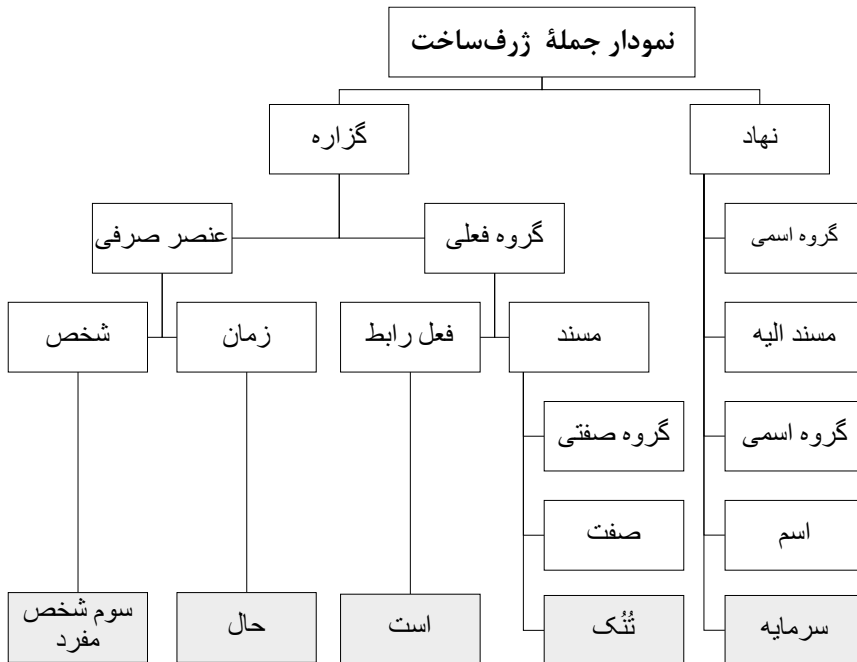 نمودار جملهٔ ژرف‌ساخت
نهاد
گزاره
گروه اسمی
گروه فعلی
عنصر صرفی
مسند الیه
مسند
فعل رابط
زمان
شخص
گروه اسمی
گروه صفتی
اسم
صفت
سرمایه
تُنُک
است
حال
سوم شخص
مفرد